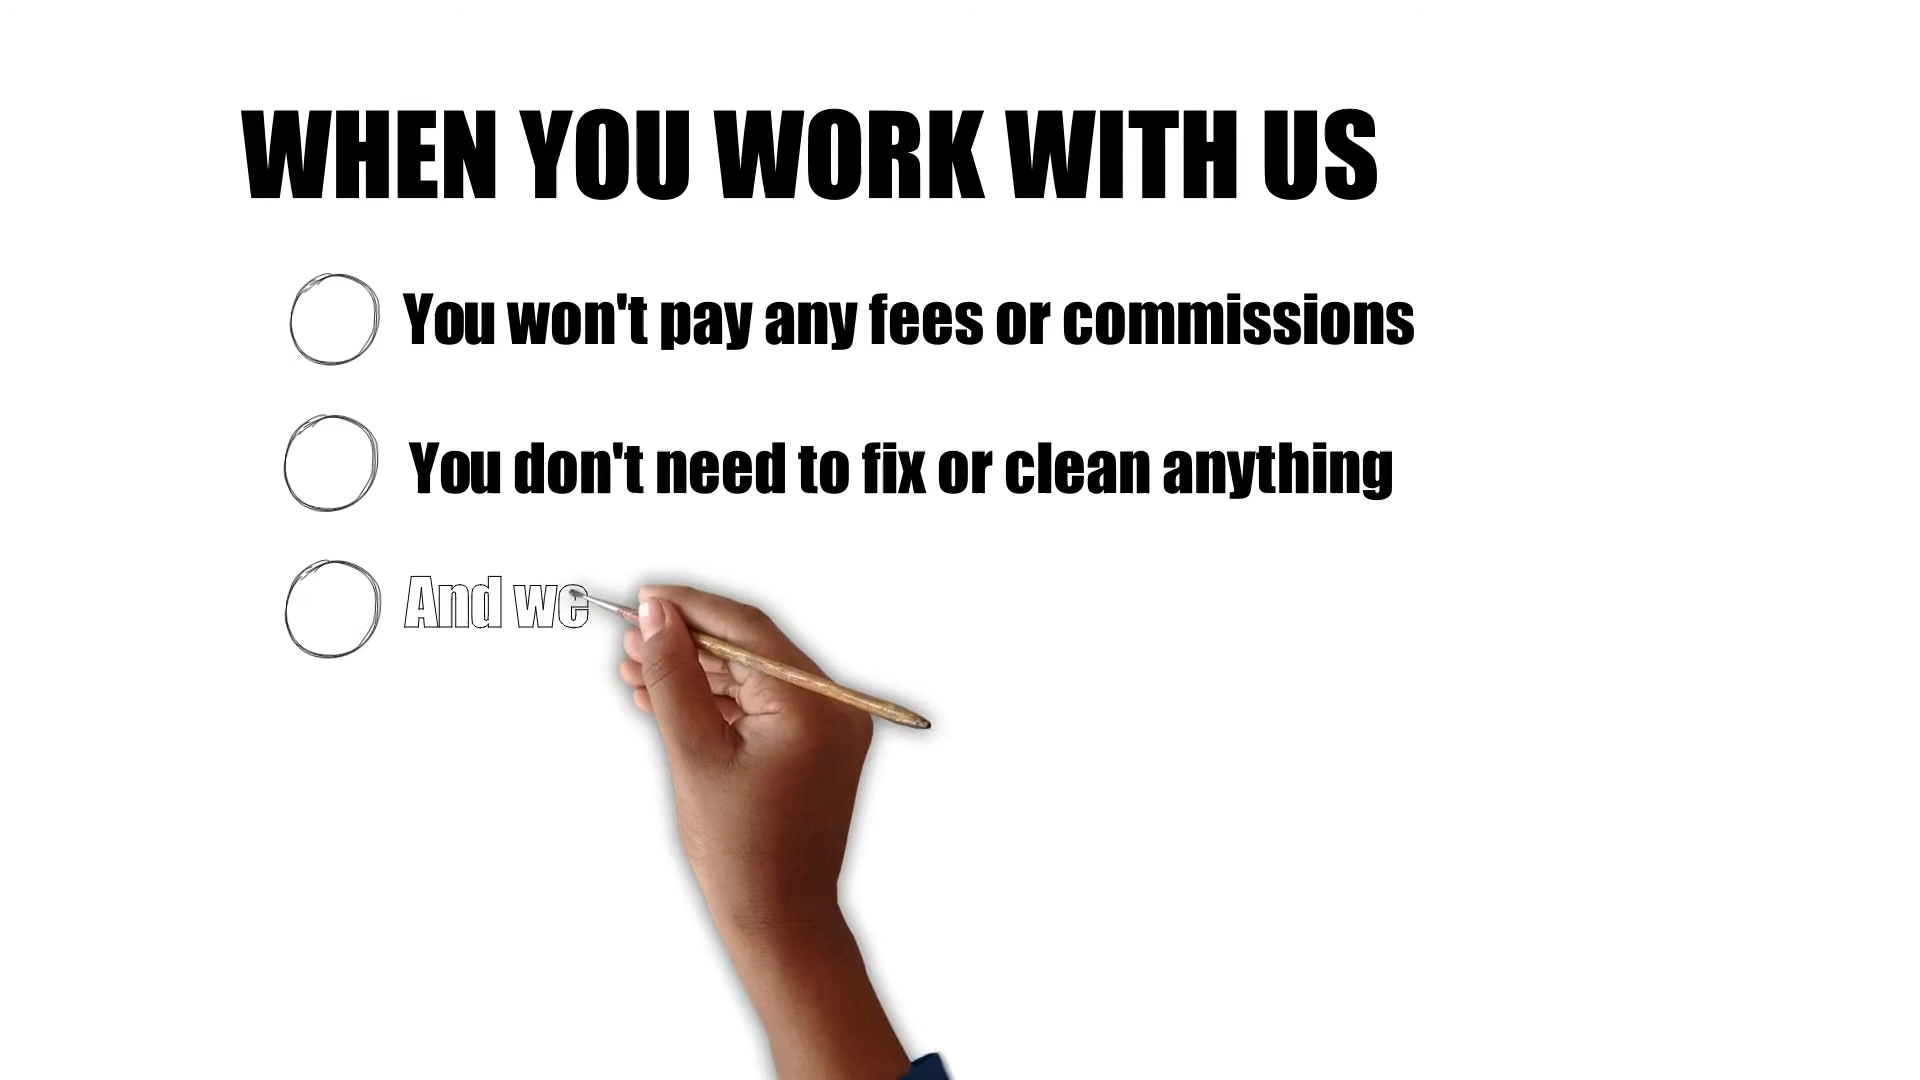 WHEN YOU WORK WITH US
You won't pay any fees or commissions
You don't need to fix or clean anything
And we